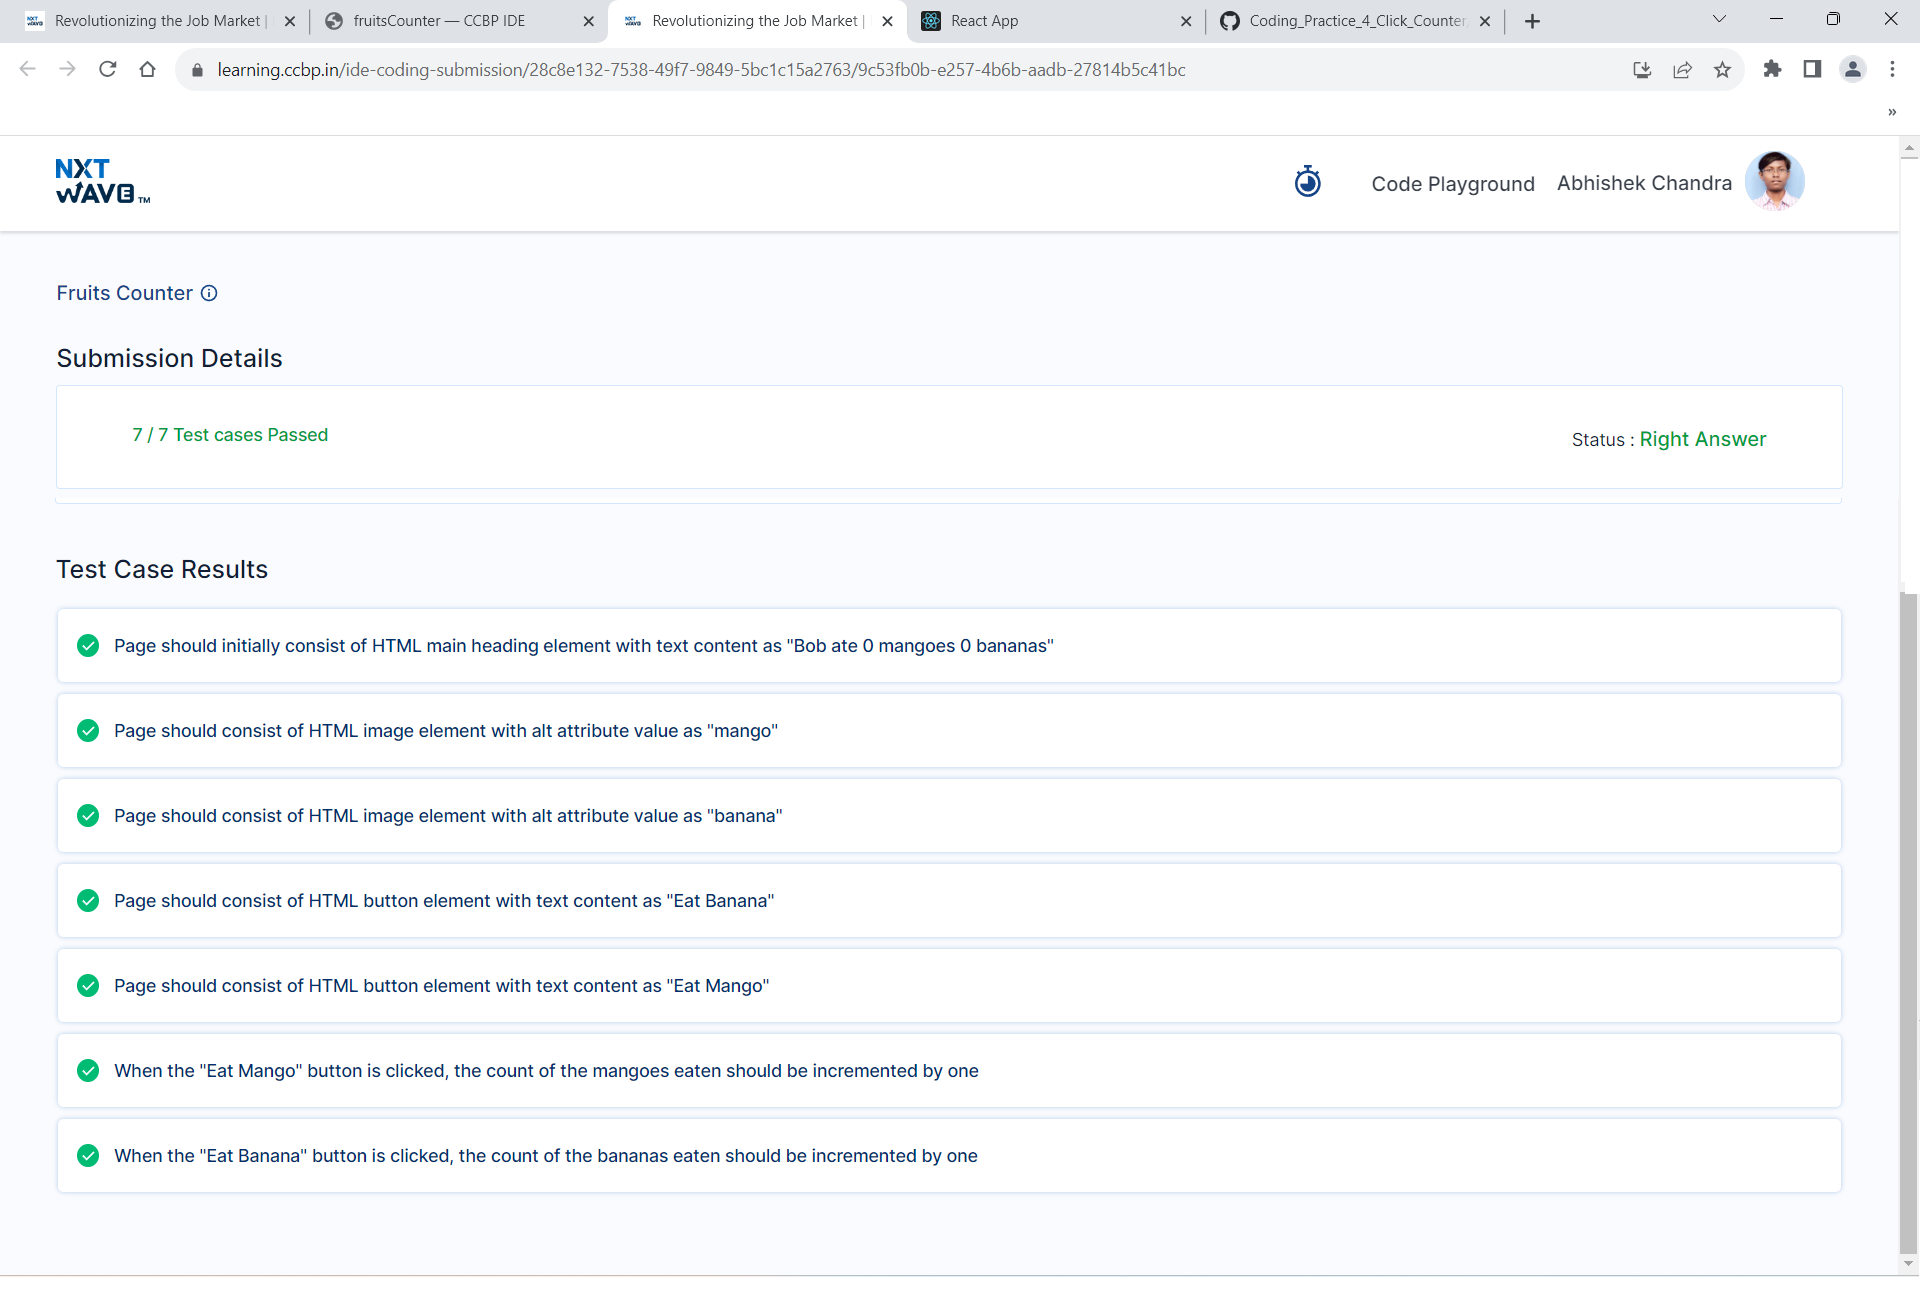 Revolutionizing the Job Market |
fruitsCounter — CCBP IDE
Revolutionizing the Job Market |
React App
Coding_Practice_4_Click_Counter
learning.ccbp.in/ide-coding-submission/28c8e132-7538-49f7-9849-5bc1c15a2763/9c53fb0b-e257-4b6b-aadb-27814b5c41bc
»
NXT
WAVE TM
Code Playground
Abhishek Chandra
Fruits Counter
Submission Details
7 / 7 Test cases Passed
Status : Right Answer
Test Case Results
Page should initially consist of HTML main heading element with text content as "Bob ate 0 mangoes 0 bananas"
Page should consist of HTML image element with alt attribute value as "mango"
Page should consist of HTML image element with alt attribute value as "banana"
Page should consist of HTML button element with text content as "Eat Banana"
Page should consist of HTML button element with text content as "Eat Mango"
When the "Eat Mango" button is clicked, the count of the mangoes eaten should be incremented by one
When the "Eat Banana" button is clicked, the count of the bananas eaten should be incremented by one